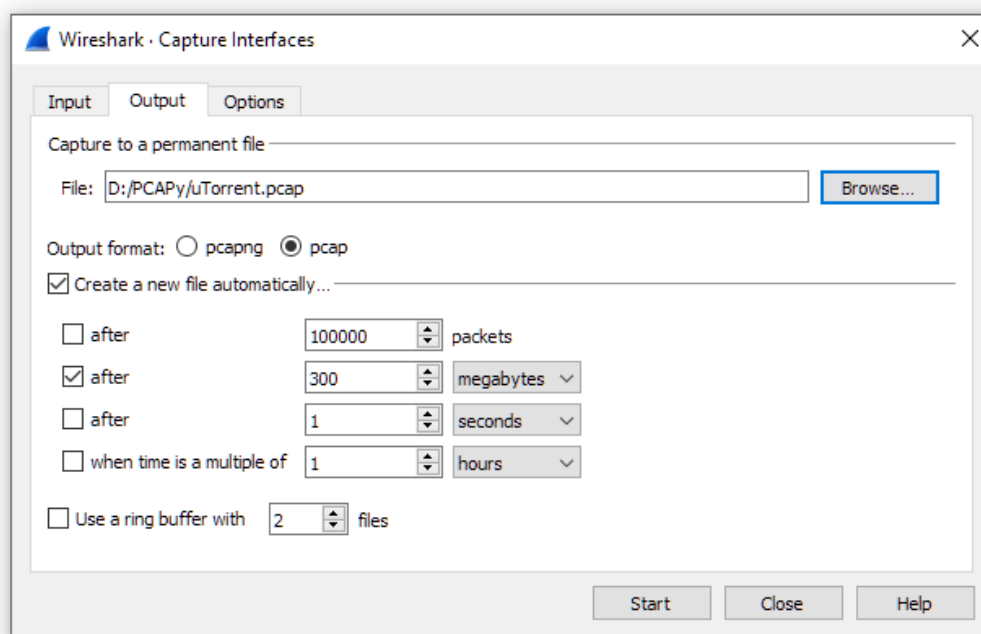 Wireshark · Capture Interfaces
Input Output Options
Capture to a permanent file
File: D:/PCAPy/uTorrent.pcap Browse...
Output format: pcapng pcap
Create a new file automatically...
after 100000 packets
after 300 megabytes
after 1 seconds
when time is a multiple of 1 hours
Use a ring buffer with 2 files
Start Close Help